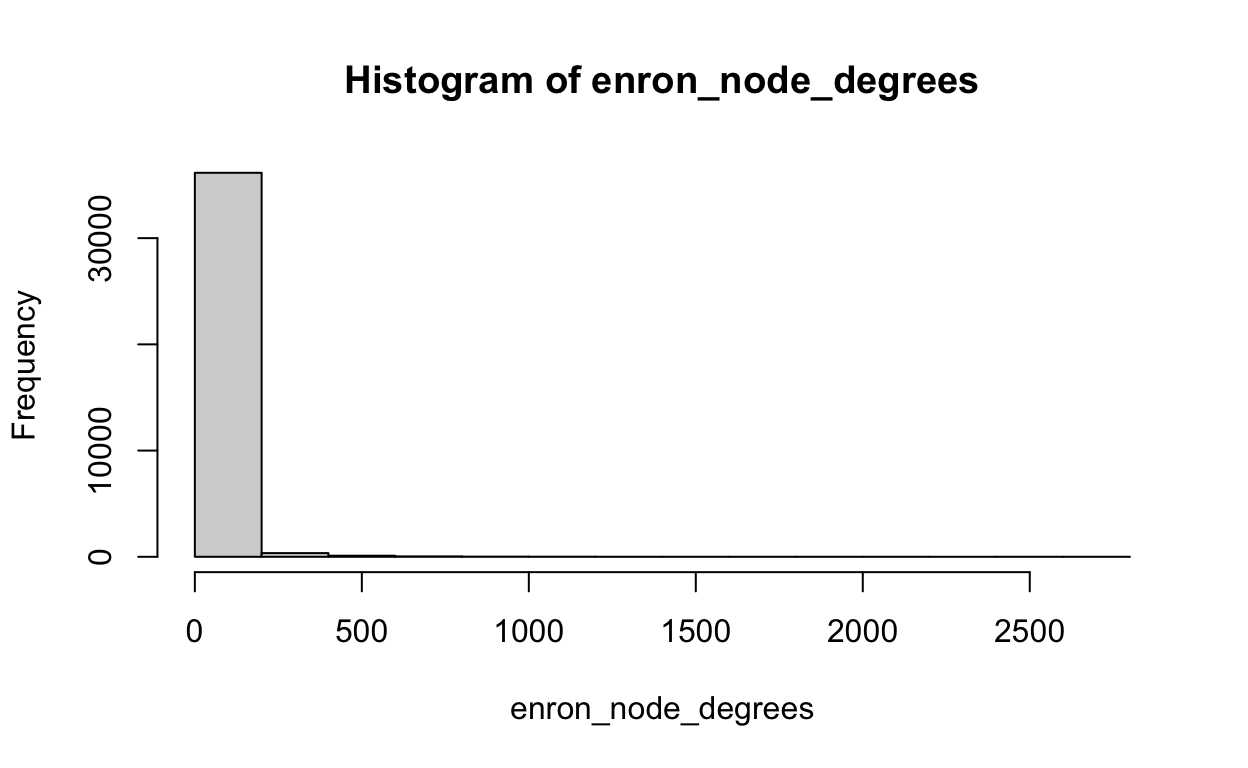 Histogram of enron_node_degrees
Frequency
30000
10000
0
0 500 1000 1500 2000 2500
enron_node_degrees